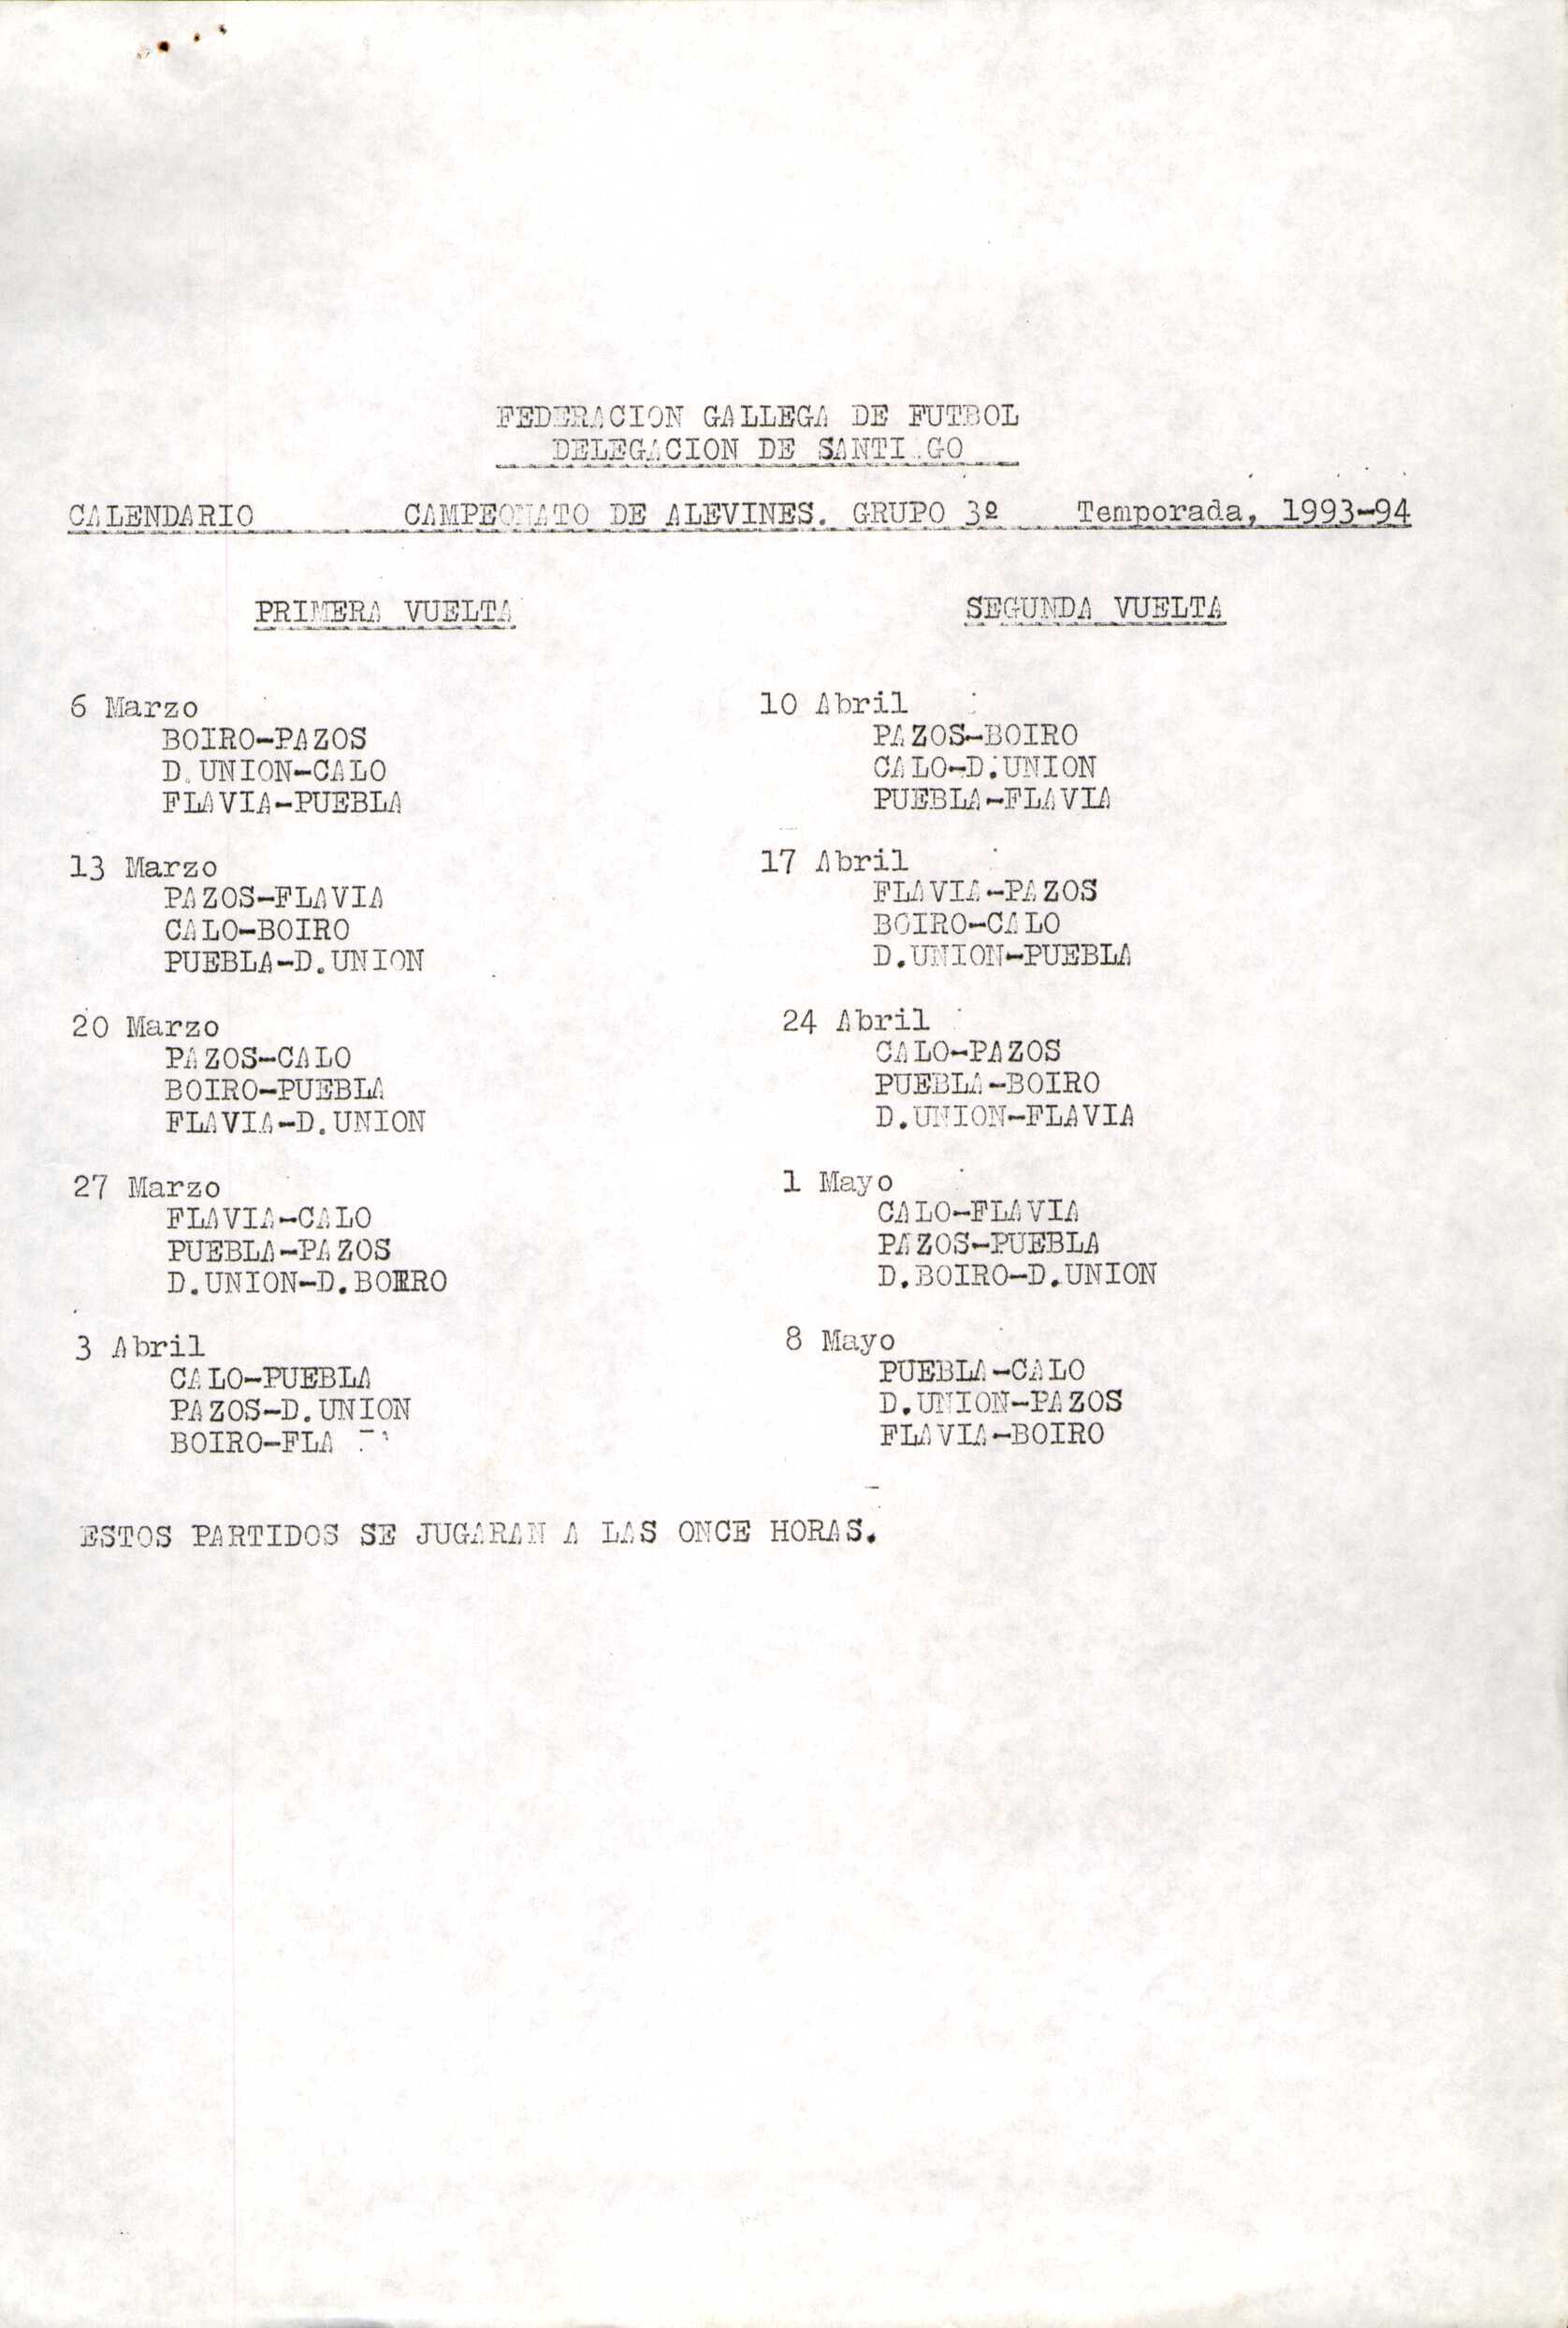 FEDERACION GALLEGA DE FUTBOL
DELEGACION DE SANTIAGO
CALENDARIO CAMPEONATO DE ALEVINES. GRUPO 3º Temporada, 1993-94
PRIMERA VUELTA
6 Marzo
BOIRO-PAZOS
D.UNION-CALO
FLAVIA-PUEBLA
13 Marzo
PAZOS-FLAVIA
CALO-BOIRO
PUEBLA-D.UNION
20 Marzo
PAZOS-CALO
BOIRO-PUEBLA
FLAVIA-D.UNION
27 Marzo
FLAVIA-CALO
PUEBLA-PAZOS
D.UNION-D.BOIRO
3 Abril
CALO-PUEBLA
PAZOS-D.UNION
BOIRO-FLAVIA
SEGUNDA VUELTA
10 Abril
PAZOS-BOIRO
CALO-D.UNION
PUEBLA-FLAVIA
17 Abril
FLAVIA-PAZOS
BOIRO-CALO
D.UNION-PUEBLA
24 Abril
CALO-PAZOS
PUEBLA-BOIRO
D.UNION-FLAVIA
1 Mayo
CALO-FLAVIA
PAZOS-PUEBLA
D.BOIRO-D.UNION
8 Mayo
PUEBLA-CALO
D.UNION-PAZOS
FLAVIA-BOIRO
ESTOS PARTIDOS SE JUGARAN A LAS ONCE HORAS.